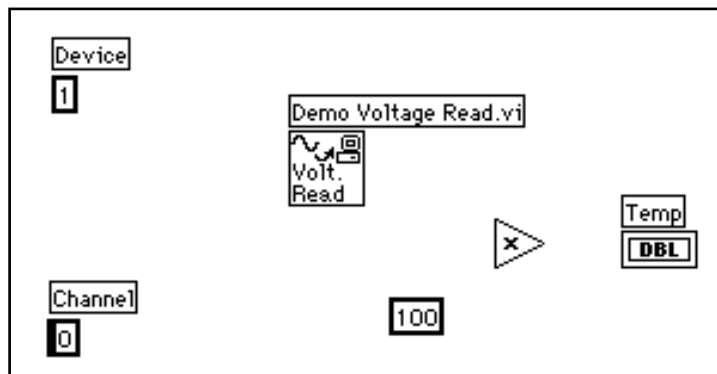 Device
1
Demo Voltage Read.vi
Volt.
Read
x
Temp
DBL
Channel
0
100